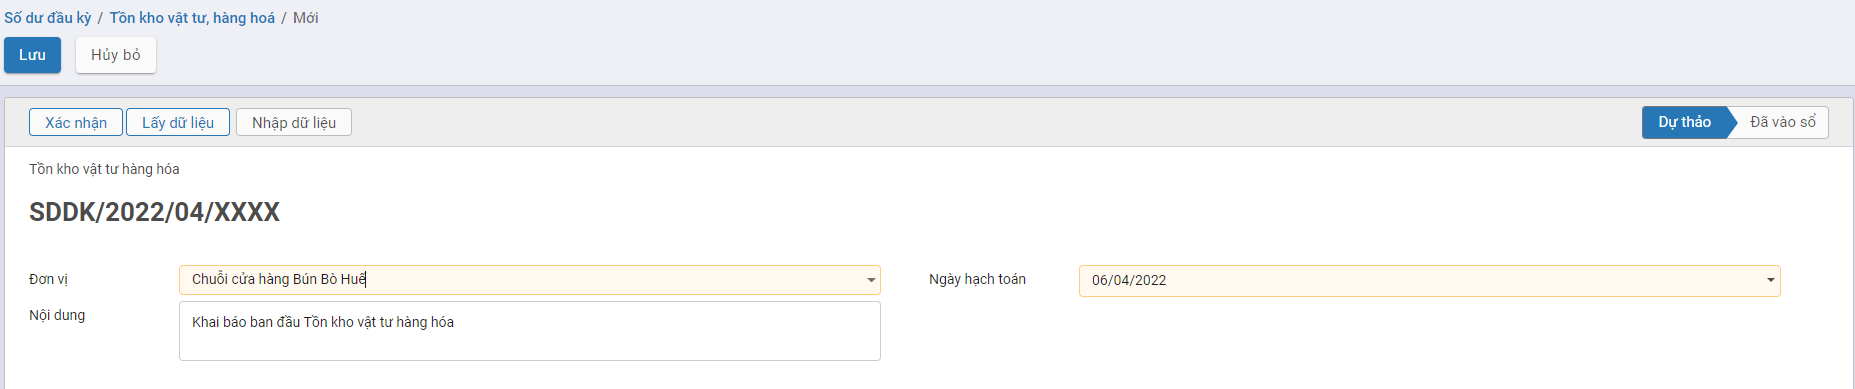 Số dư đầu kỳ / Tồn kho vật tư, hàng hoá / Mới
Lưu Hủy bỏ
Xác nhận Lấy dữ liệu Nhập dữ liệu Dự thảo Đã vào sổ
Tồn kho vật tư hàng hóa
SDDK/2022/04/XXXX
Đơn vị Chuỗi cửa hàng Bún Bò Huế Ngày hạch toán 06/04/2022
Nội dung Khai báo ban đầu Tồn kho vật tư hàng hóa